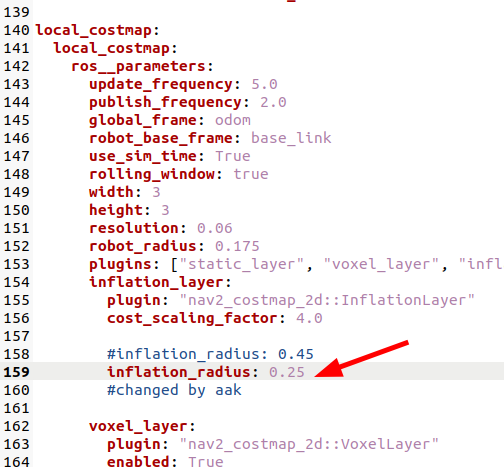 139
140 local_costmap:
141   local_costmap:
142     ros__parameters:
143       update_frequency: 5.0
144       publish_frequency: 2.0
145       global_frame: odom
146       robot_base_frame: base_link
147       use_sim_time: True
148       rolling_window: true
149       width: 3
150       height: 3
151       resolution: 0.06
152       robot_radius: 0.175
153       plugins: ["static_layer", "voxel_layer", "infl
154       inflation_layer:
155         plugin: "nav2_costmap_2d::InflationLayer"
156         cost_scaling_factor: 4.0
157
158         #inflation_radius: 0.45
159         inflation_radius: 0.25
160         #changed by aak
161
162       voxel_layer:
163         plugin: "nav2_costmap_2d::VoxelLayer"
164         enabled: True